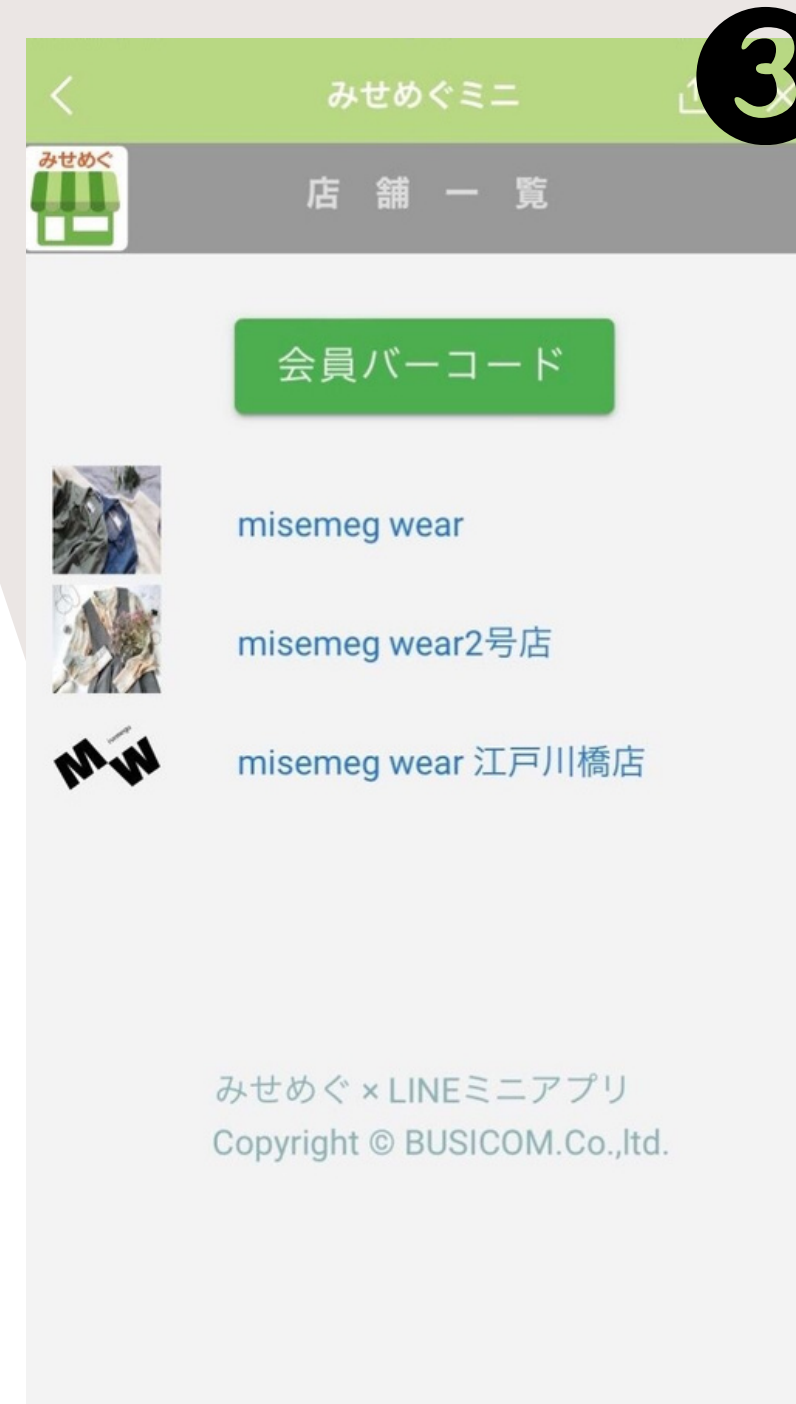 3
みせめぐミニ
みせめぐ
店舗一覧
会員バーコード
misemeg wear
misemeg wear2号店
MW
misemeg wear 江戸川橋店
みせめぐ × LINEミニアプリ
Copyright © BUSICOM.Co.,ltd.